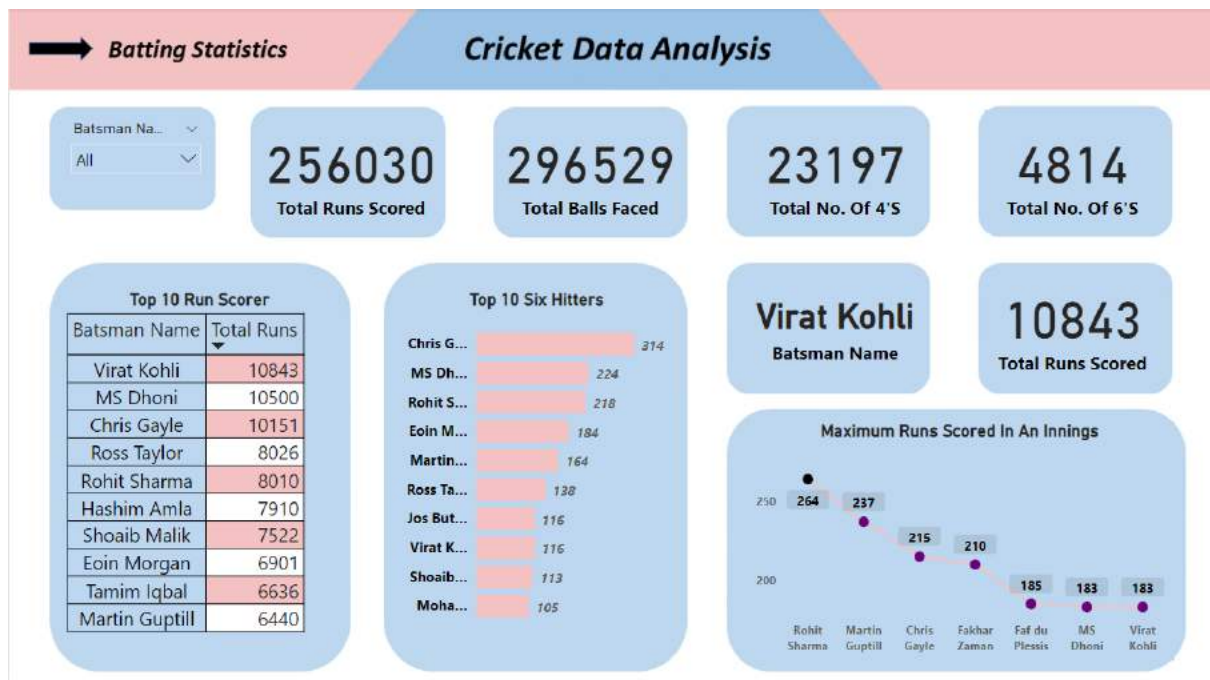 Batting Statistics
Cricket Data Analysis
Batsman Na...
All
256030
Total Runs Scored
296529
Total Balls Faced
23197
Total No. Of 4'S
4814
Total No. Of 6'S
Top 10 Run Scorer
Batsman Name Total Runs
Virat Kohli 10843
MS Dhoni 10500
Chris Gayle 10151
Ross Taylor 8026
Rohit Sharma 8010
Hashim Amla 7910
Shoaib Malik 7522
Eoin Morgan 6901
Tamim Iqbal 6636
Martin Guptill 6440
Top 10 Six Hitters
Chris G... 314
MS Dh... 224
Rohit S... 218
Eoin M... 184
Martin... 164
Ross Ta... 138
Jos But... 116
Virat K... 116
Shoaib... 113
Moha... 105
Virat Kohli
Batsman Name
10843
Total Runs Scored
Maximum Runs Scored In An Innings
250
200
264 237 215 210 185 183 183
Rohit Martin Chris Fakhar Faf du MS Virat
Sharma Guptill Gayle Zaman Plessis Dhoni Kohli